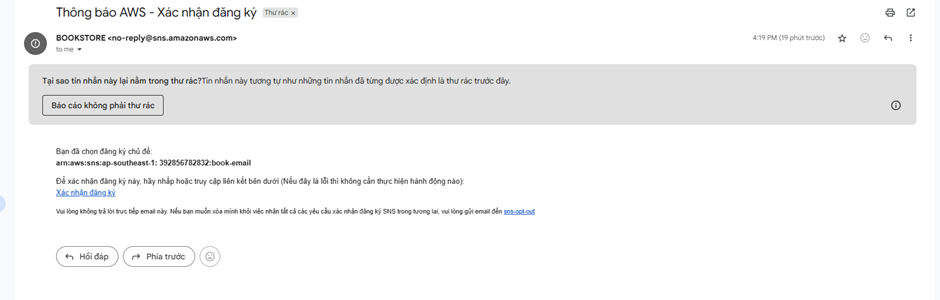 Thông báo AWS - Xác nhận đăng ký Thư rác ×
BOOKSTORE <no-reply@sns.amazonaws.com>
4:19 PM (19 phút trước)
to me
Tại sao tin nhắn này lại nằm trong thư rác?Tin nhắn này tương tự như những tin nhắn đã từng được xác định là thư rác trước đây.
Báo cáo không phải thư rác
Bạn đã chọn đăng ký chủ đề:
arn:aws:sns:ap-southeast-1: 392856782832:book-email
Để xác nhận đăng ký này, hãy nhấp hoặc truy cập liên kết bên dưới (Nếu đây là lỗi thì không cần thực hiện hành động nào):
Xác nhận đăng ký
Vui lòng không trả lời trực tiếp email này. Nếu bạn muốn xóa mình khỏi việc nhận tất cả các yêu cầu xác nhận đăng ký SNS trong tương lai, vui lòng gửi email đến sns-opt-out
Hồi đáp
Phía trước